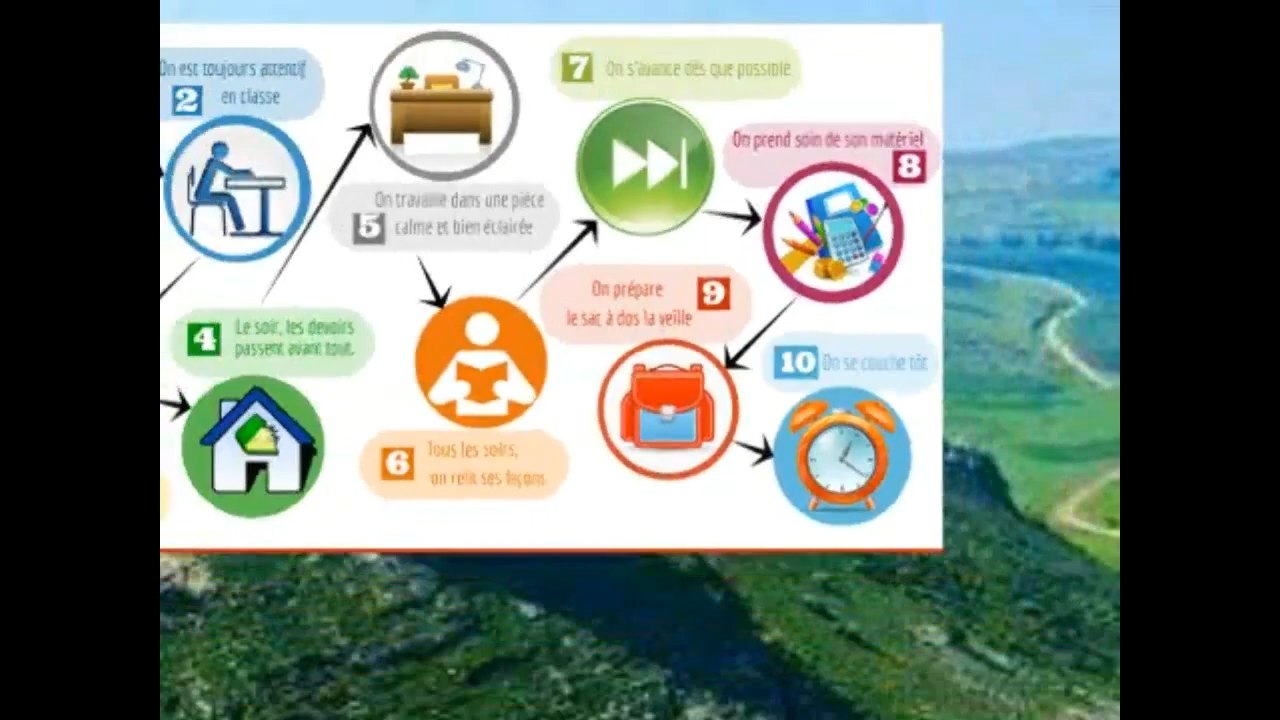 On est toujours attentif
2 en classe
4 Le soir, les devoirs
passent avant tout.
On travaille dans une pièce
5 calme et bien éclairée
6 Tous les soirs,
on relit ses leçons
7 On s'avance dès que possible
On prend soin de son matériel
8
On prépare 9
le sac à dos la veille
10 On se couche tôt